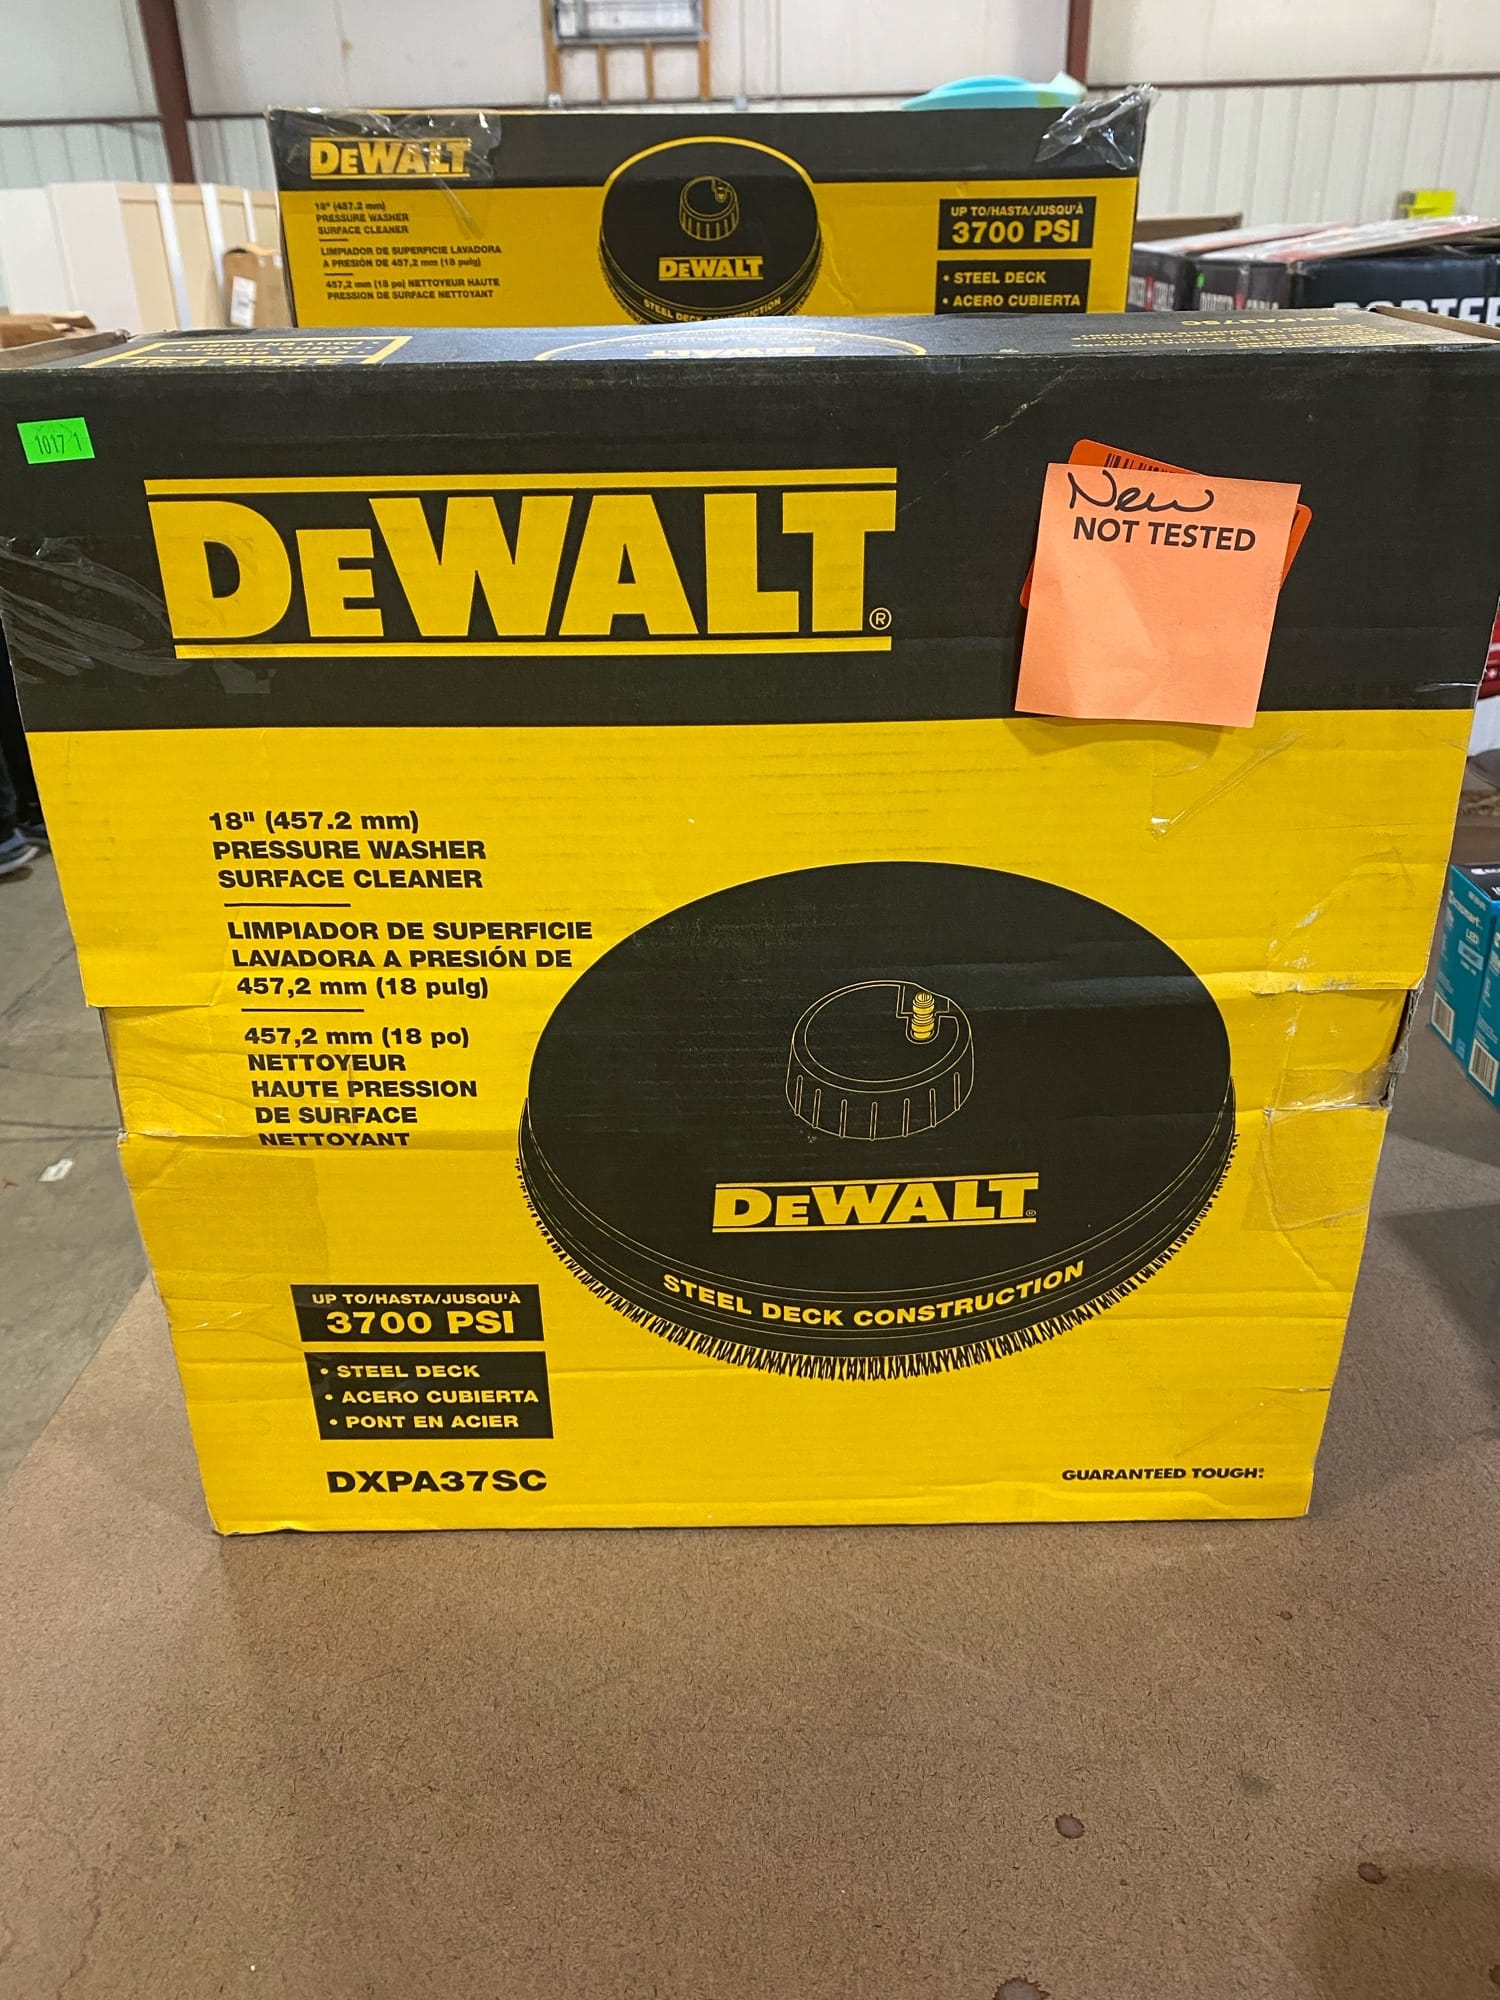 DEWALT
18" (457.2 mm)
PRESSURE WASHER
SURFACE CLEANER
LIMPIADOR DE SUPERFICIE LAVADORA
A PRESIÓN DE 457,2 mm (18 pulg)
457,2 mm (18 po) NETTOYEUR HAUTE
PRESSION DE SURFACE NETTOYANT
DEWALT
STEEL DECK CONSTRUCTION
UP TO/HASTA/JUSQU'À
3700 PSI
• STEEL DECK
• ACERO CUBIERTA
1017 1
DEWALT®
New
NOT TESTED
18" (457.2 mm)
PRESSURE WASHER
SURFACE CLEANER
LIMPIADOR DE SUPERFICIE
LAVADORA A PRESIÓN DE
457,2 mm (18 pulg)
457,2 mm (18 po)
NETTOYEUR
HAUTE PRESSION
DE SURFACE
NETTOYANT
DEWALT®
STEEL DECK CONSTRUCTION
UP TO/HASTA/JUSQU'À
3700 PSI
• STEEL DECK
• ACERO CUBIERTA
• PONT EN ACIER
DXPA37SC
GUARANTEED TOUGH®